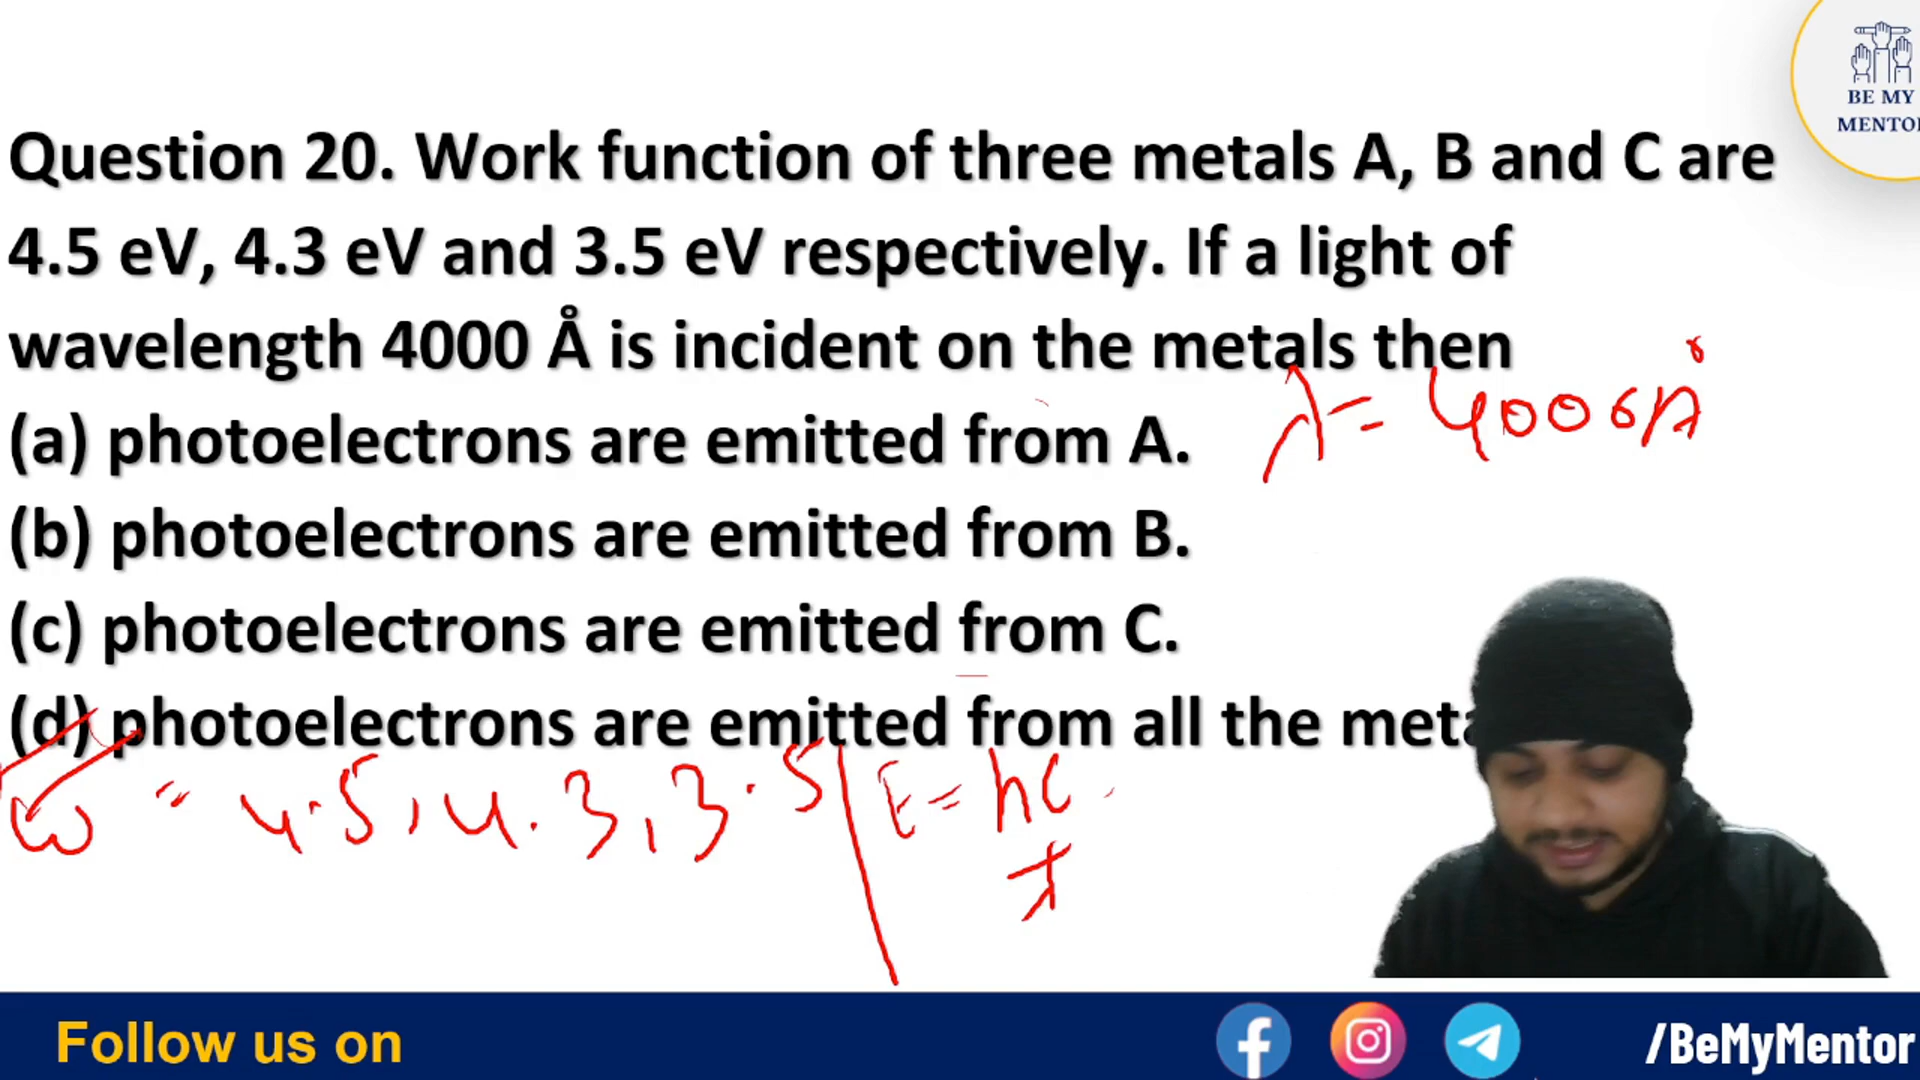 BE MY
MENTOR
Question 20. Work function of three metals A, B and C are
4.5 eV, 4.3 eV and 3.5 eV respectively. If a light of
wavelength 4000 Å is incident on the metals then
λ = 4000 A°
(a) photoelectrons are emitted from A.
(b) photoelectrons are emitted from B.
(c) photoelectrons are emitted from C.
(d) photoelectrons are emitted from all the
ω = 4.5, 4.3, 3.5
E = hc
λ
Follow us on
/BeMyMentor